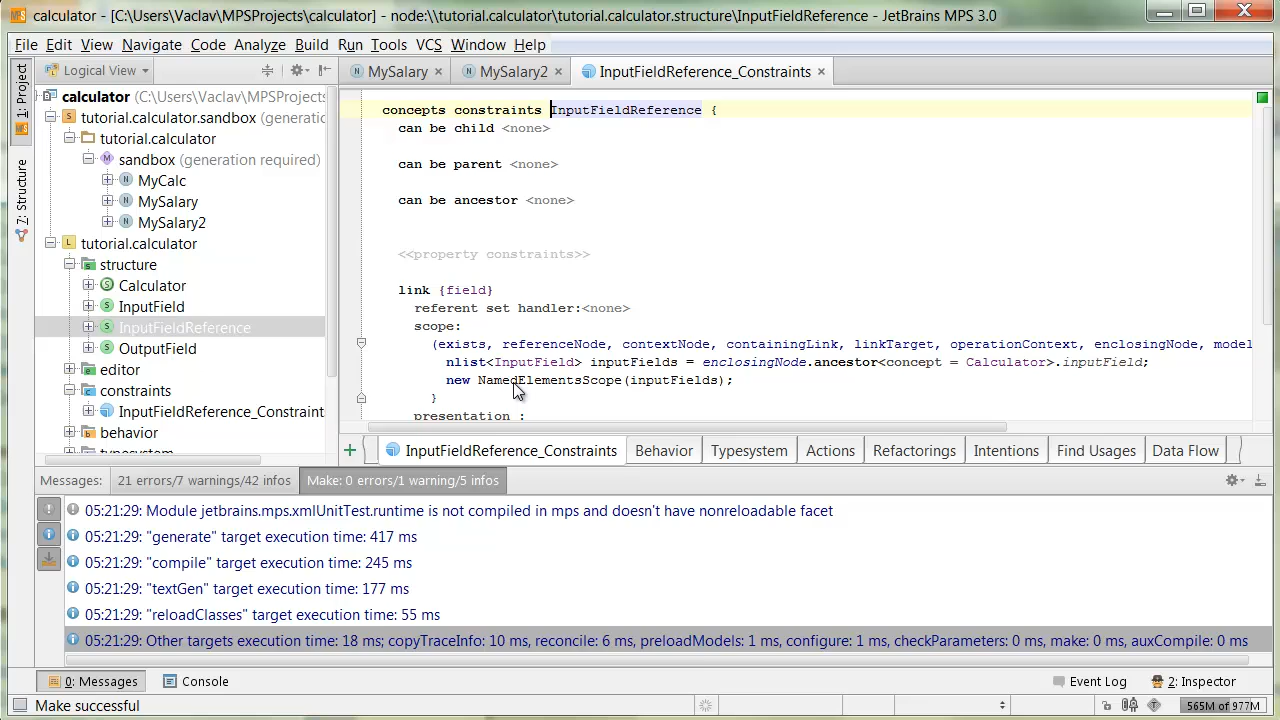 calculator - [C:\Users\Vaclav\MPSProjects\calculator] - node:\\tutorial.calculator\tutorial.calculator.structure\InputFieldReference - JetBrains MPS 3.0
File Edit View Navigate Code Analyze Build Run Tools VCS Window Help
1: Project
7: Structure
Logical View
calculator (C:\Users\Vaclav\MPSProjects
tutorial.calculator.sandbox (generatio
tutorial.calculator
sandbox (generation required)
MyCalc
MySalary
MySalary2
tutorial.calculator
structure
Calculator
InputField
InputFieldReference
OutputField
editor
constraints
InputFieldReference_Constraint
behavior
typesystem
MySalary
MySalary2
InputFieldReference_Constraints
concepts constraints InputFieldReference {
can be child <none>
can be parent <none>
can be ancestor <none>
<<property constraints>>
link {field}
referent set handler:<none>
scope:
(exists, referenceNode, contextNode, containingLink, linkTarget, operationContext, enclosingNode, model
nlist<InputField> inputFields = enclosingNode.ancestor<concept = Calculator>.inputField;
new NamedElementsScope(inputFields);
}
presentation :
InputFieldReference_Constraints Behavior Typesystem Actions Refactorings Intentions Find Usages Data Flow
Messages: 21 errors/7 warnings/42 infos Make: 0 errors/1 warning/5 infos
05:21:29: Module jetbrains.mps.xmlUnitTest.runtime is not compiled in mps and doesn't have nonreloadable facet
05:21:29: "generate" target execution time: 417 ms
05:21:29: "compile" target execution time: 245 ms
05:21:29: "textGen" target execution time: 177 ms
05:21:29: "reloadClasses" target execution time: 55 ms
05:21:29: Other targets execution time: 18 ms; copyTraceInfo: 10 ms, reconcile: 6 ms, preloadModels: 1 ms, configure: 1 ms, checkParameters: 0 ms, make: 0 ms, auxCompile: 0 ms
0: Messages Console Event Log 2: Inspector
Make successful 565M of 977M